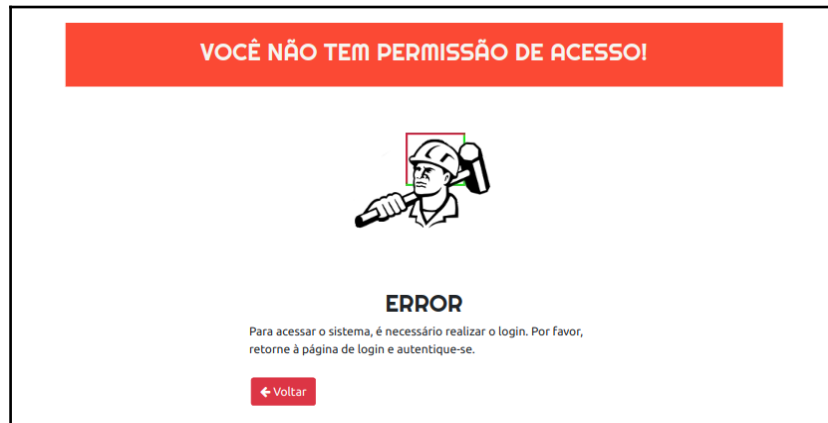 VOCÊ NÃO TEM PERMISSÃO DE ACESSO!
ERROR
Para acessar o sistema, é necessário realizar o login. Por favor,
retorne à página de login e autentique-se.
Voltar